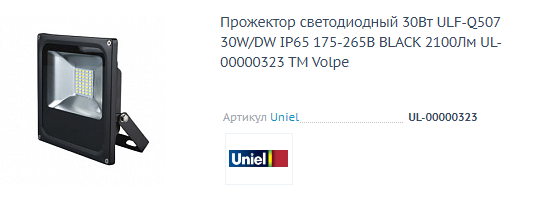 Прожектор светодиодный 30Вт ULF-Q507
30W/DW IP65 175-265В BLACK 2100Лм UL-
00000323 ТМ Volpe
Артикул Uniel UL-00000323
Uniel